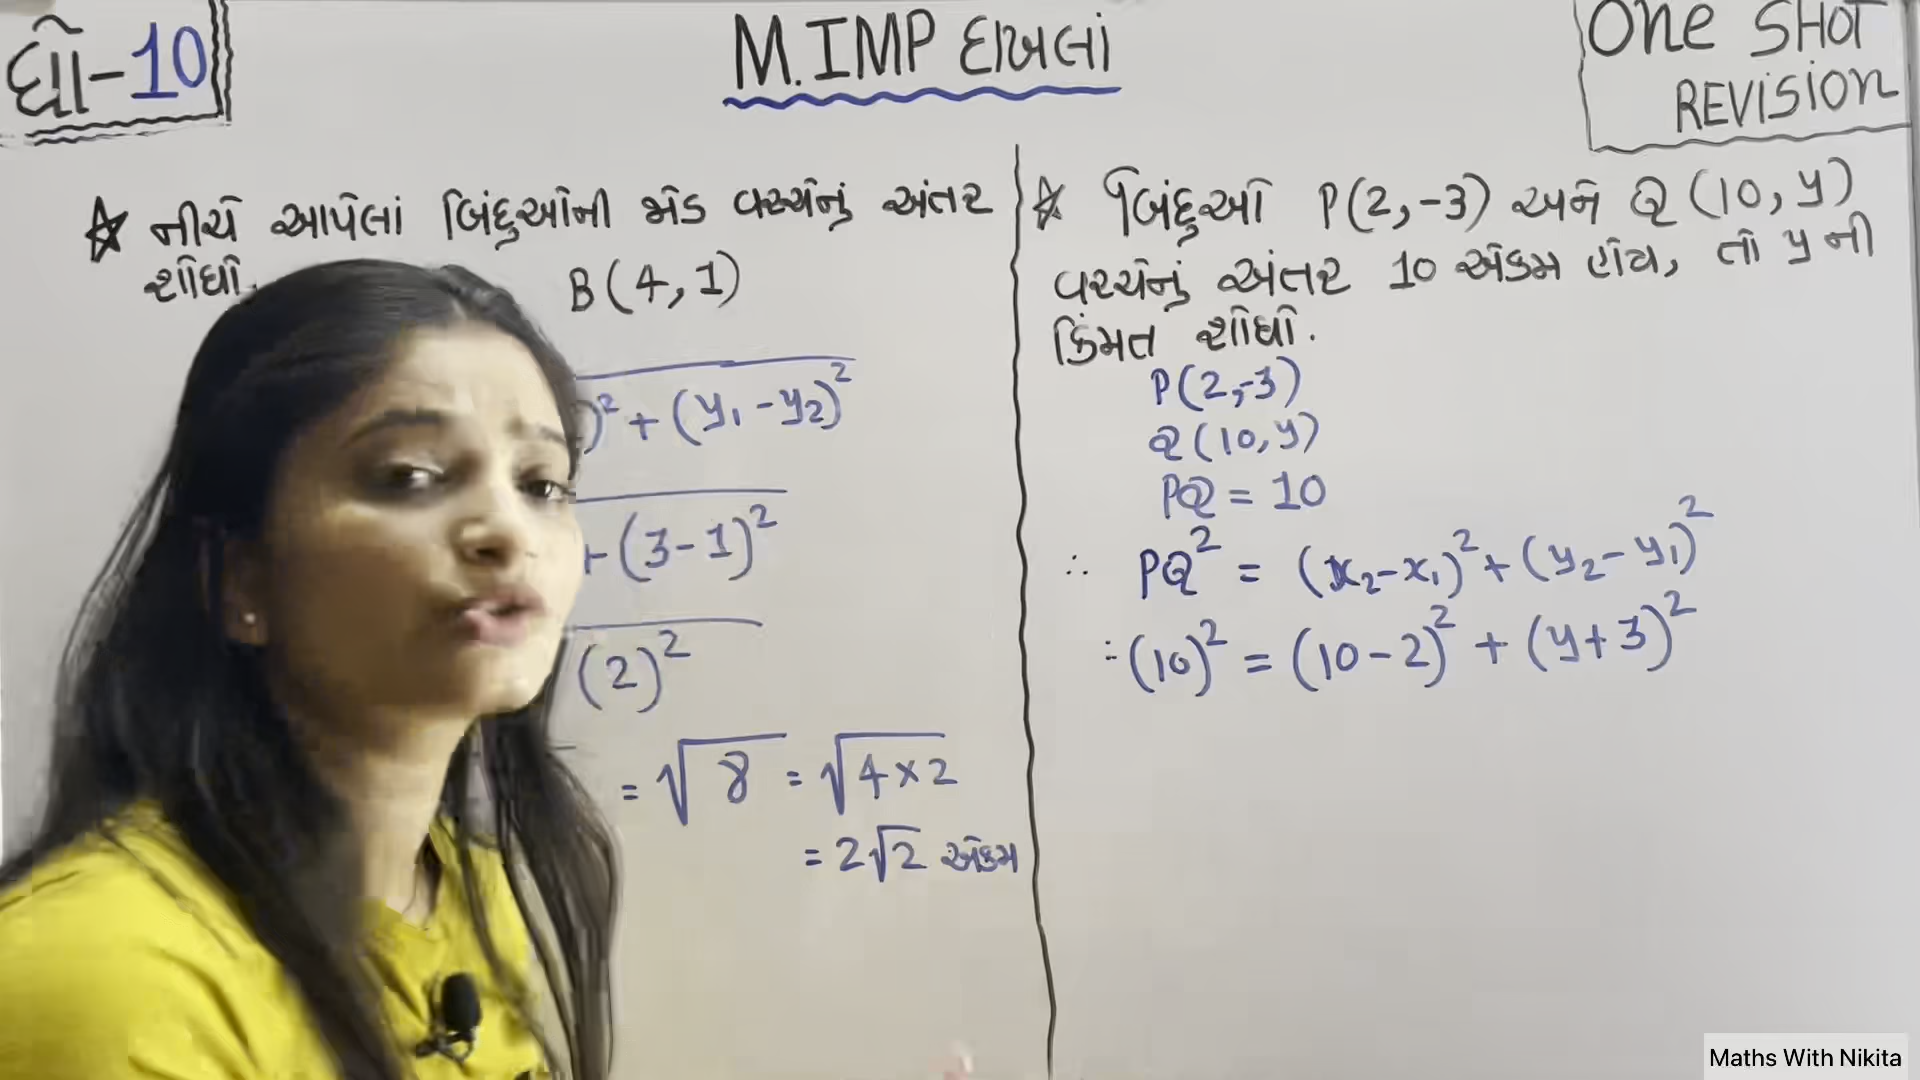 ધો-10
M.IMP દાખલાં
One SHOT
REVISION
નીચે આપેલાં બિંદુઓની જોડ વચ્ચેનું અંતર
શોધો.
B(4,1)
)² + (y₁ - y₂)²
+ (3-1)²
(2)²
= √8 = √4×2
= 2√2 એકમ
બિંદુઓ P(2,-3) અને Q(10,y)
વચ્ચેનું અંતર 10 એકમ હોય, તો y ની
કિંમત શોધો.
P(2,-3)
Q(10,y)
PQ = 10
∴ PQ² = (x₂-x₁)² + (y₂-y₁)²
∴ (10)² = (10-2)² + (y+3)²
Maths With Nikita